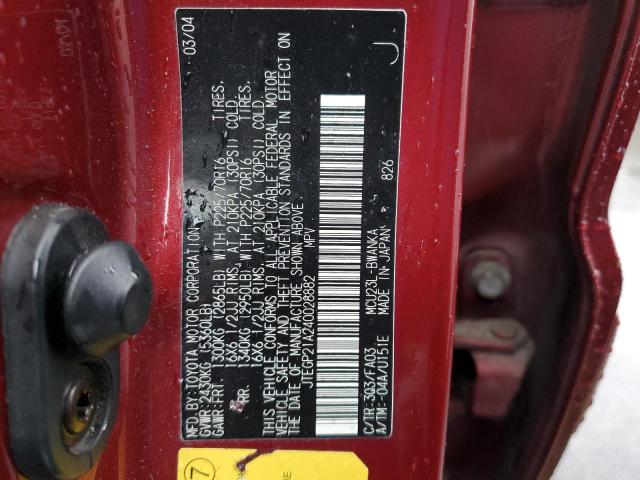 MFD. BY: TOYOTA MOTOR CORPORATION 03/04
GVWR: 2430KG (5360LB)
GAWR: FRT. 1300KG (2865LB) WITH P225/70R16 TIRES,
16X6 1/2JJ RIMS, AT 210KPA (30PSI) COLD.
RR. 1340KG (2950LB) WITH P225/70R16 TIRES,
16X6 1/2JJ RIMS, AT 210KPA (30PSI) COLD.
THIS VEHICLE CONFORMS TO ALL APPLICABLE FEDERAL MOTOR
VEHICLE SAFETY AND THEFT PREVENTION STANDARDS IN EFFECT ON
THE DATE OF MANUFACTURE SHOWN ABOVE.
JTEGP21A240028882 MPV
J
C/TR: 3Q3/FA03 MCU23L-BWANKA
A/TM: -04A/U151E MADE IN JAPAN 826
7